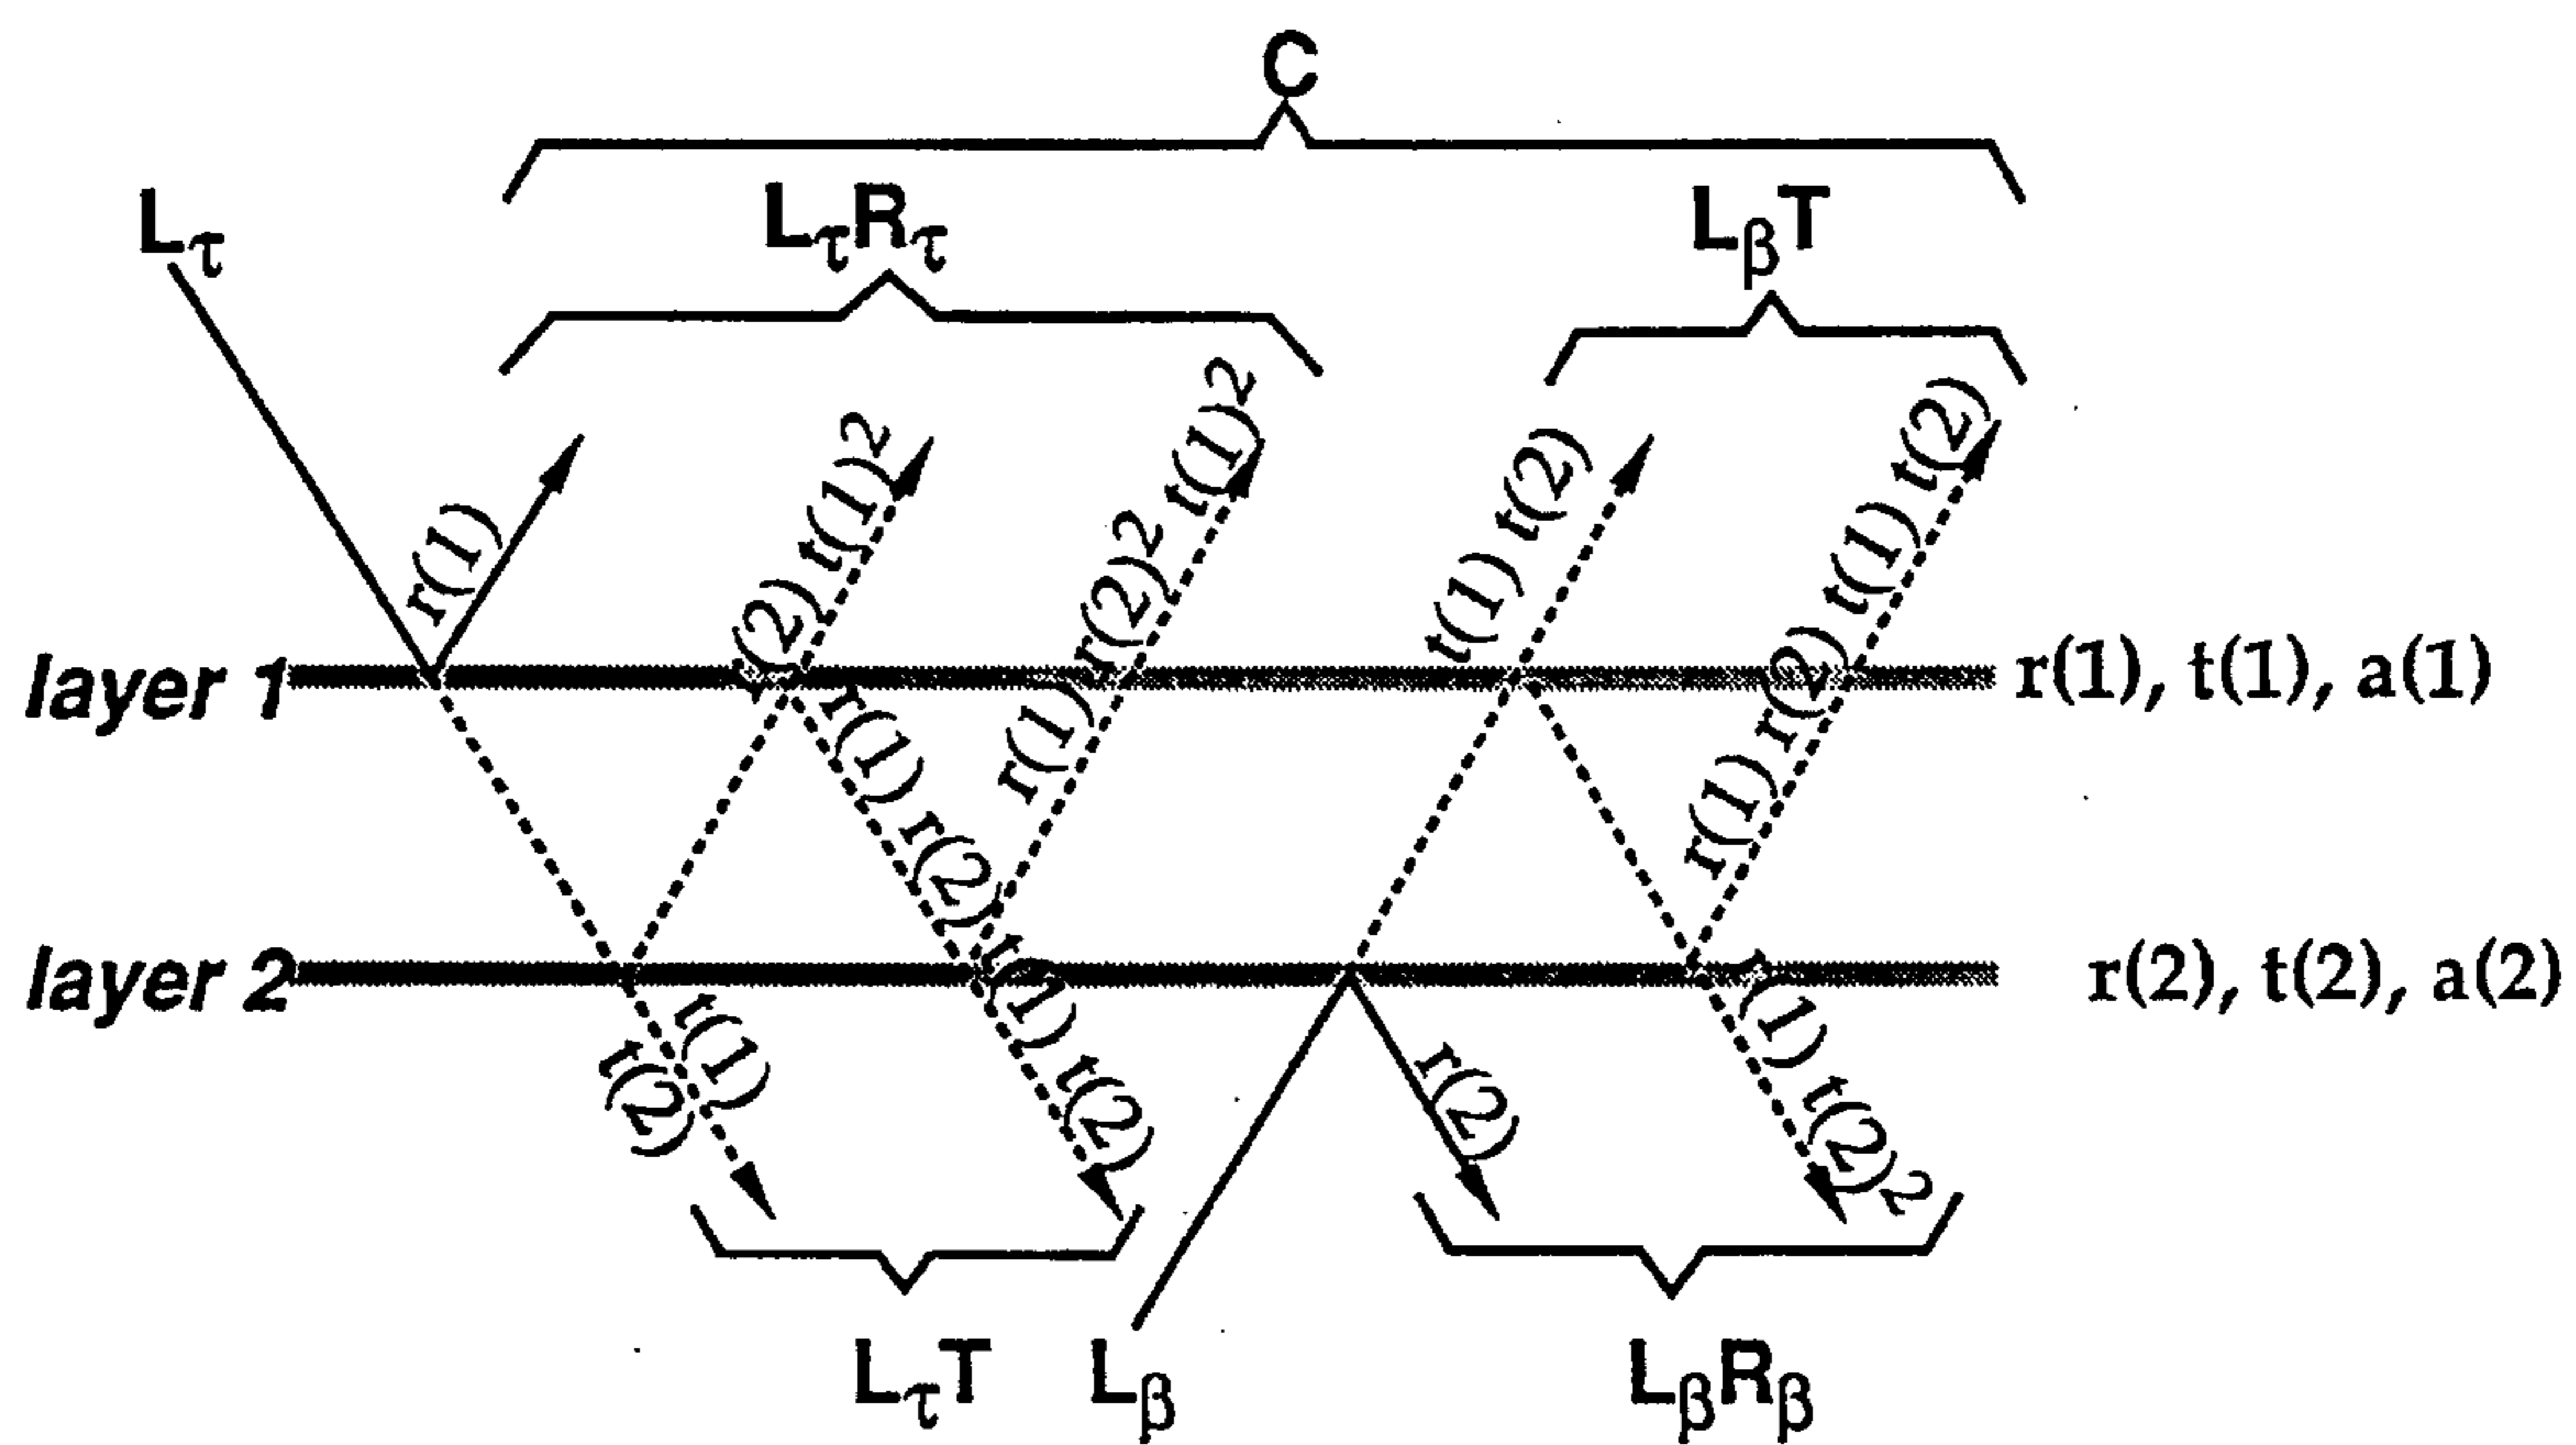 C
LτRτ
LβT
Lτ
r(1)
(2) t(1)²
r(1) r(2)² t(1)²
t(1) t(2)
r(1) r(2) t(1) t(2)
layer 1
r(1), t(1), a(1)
r(1) r(2) t(1) t(2)
layer 2
r(2), t(2), a(2)
t(1)
t(2)
r(2)
r(1) t(2)²
LτT
Lβ
LβRβ